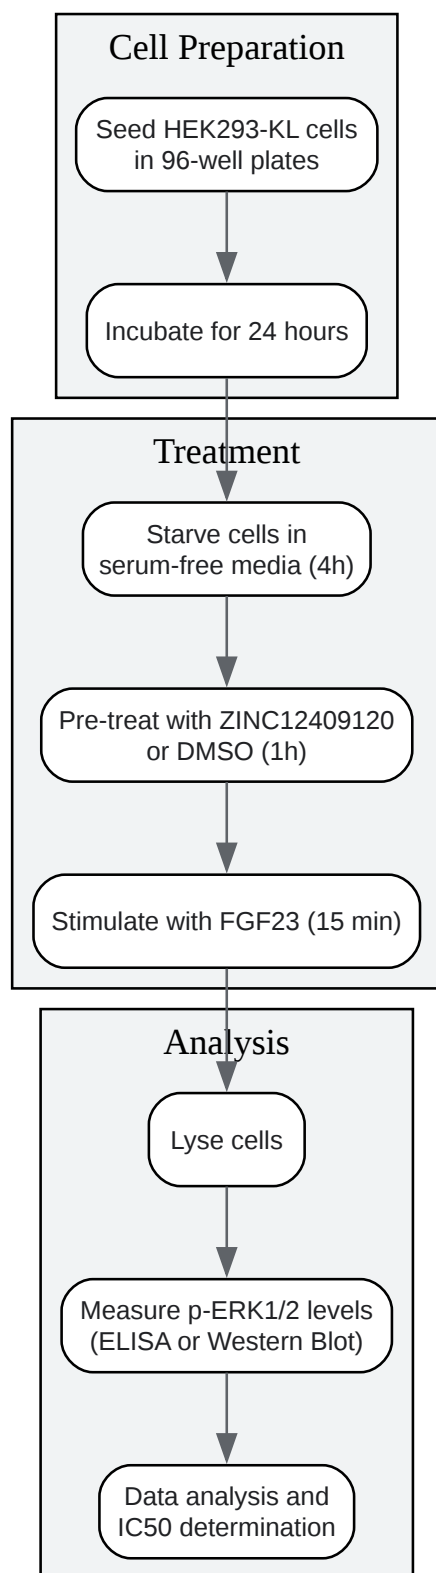 Cell Preparation
Seed HEK293-KL cells
in 96-well plates
Incubate for 24 hours
Treatment
Starve cells in
serum-free media (4h)
Pre-treat with ZINC12409120
or DMSO (1h)
Stimulate with FGF23 (15 min)
Analysis
Lyse cells
Measure p-ERK1/2 levels
(ELISA or Western Blot)
Data analysis and
IC50 determination